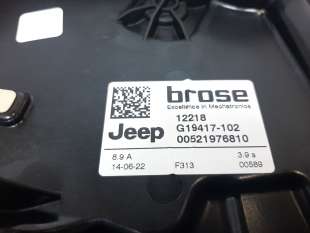 brose
Excellence in Mechatronics
12218
Jeep G19417-102
00521976810
8.9 A 3.9 s
14-06-22 F313 00589